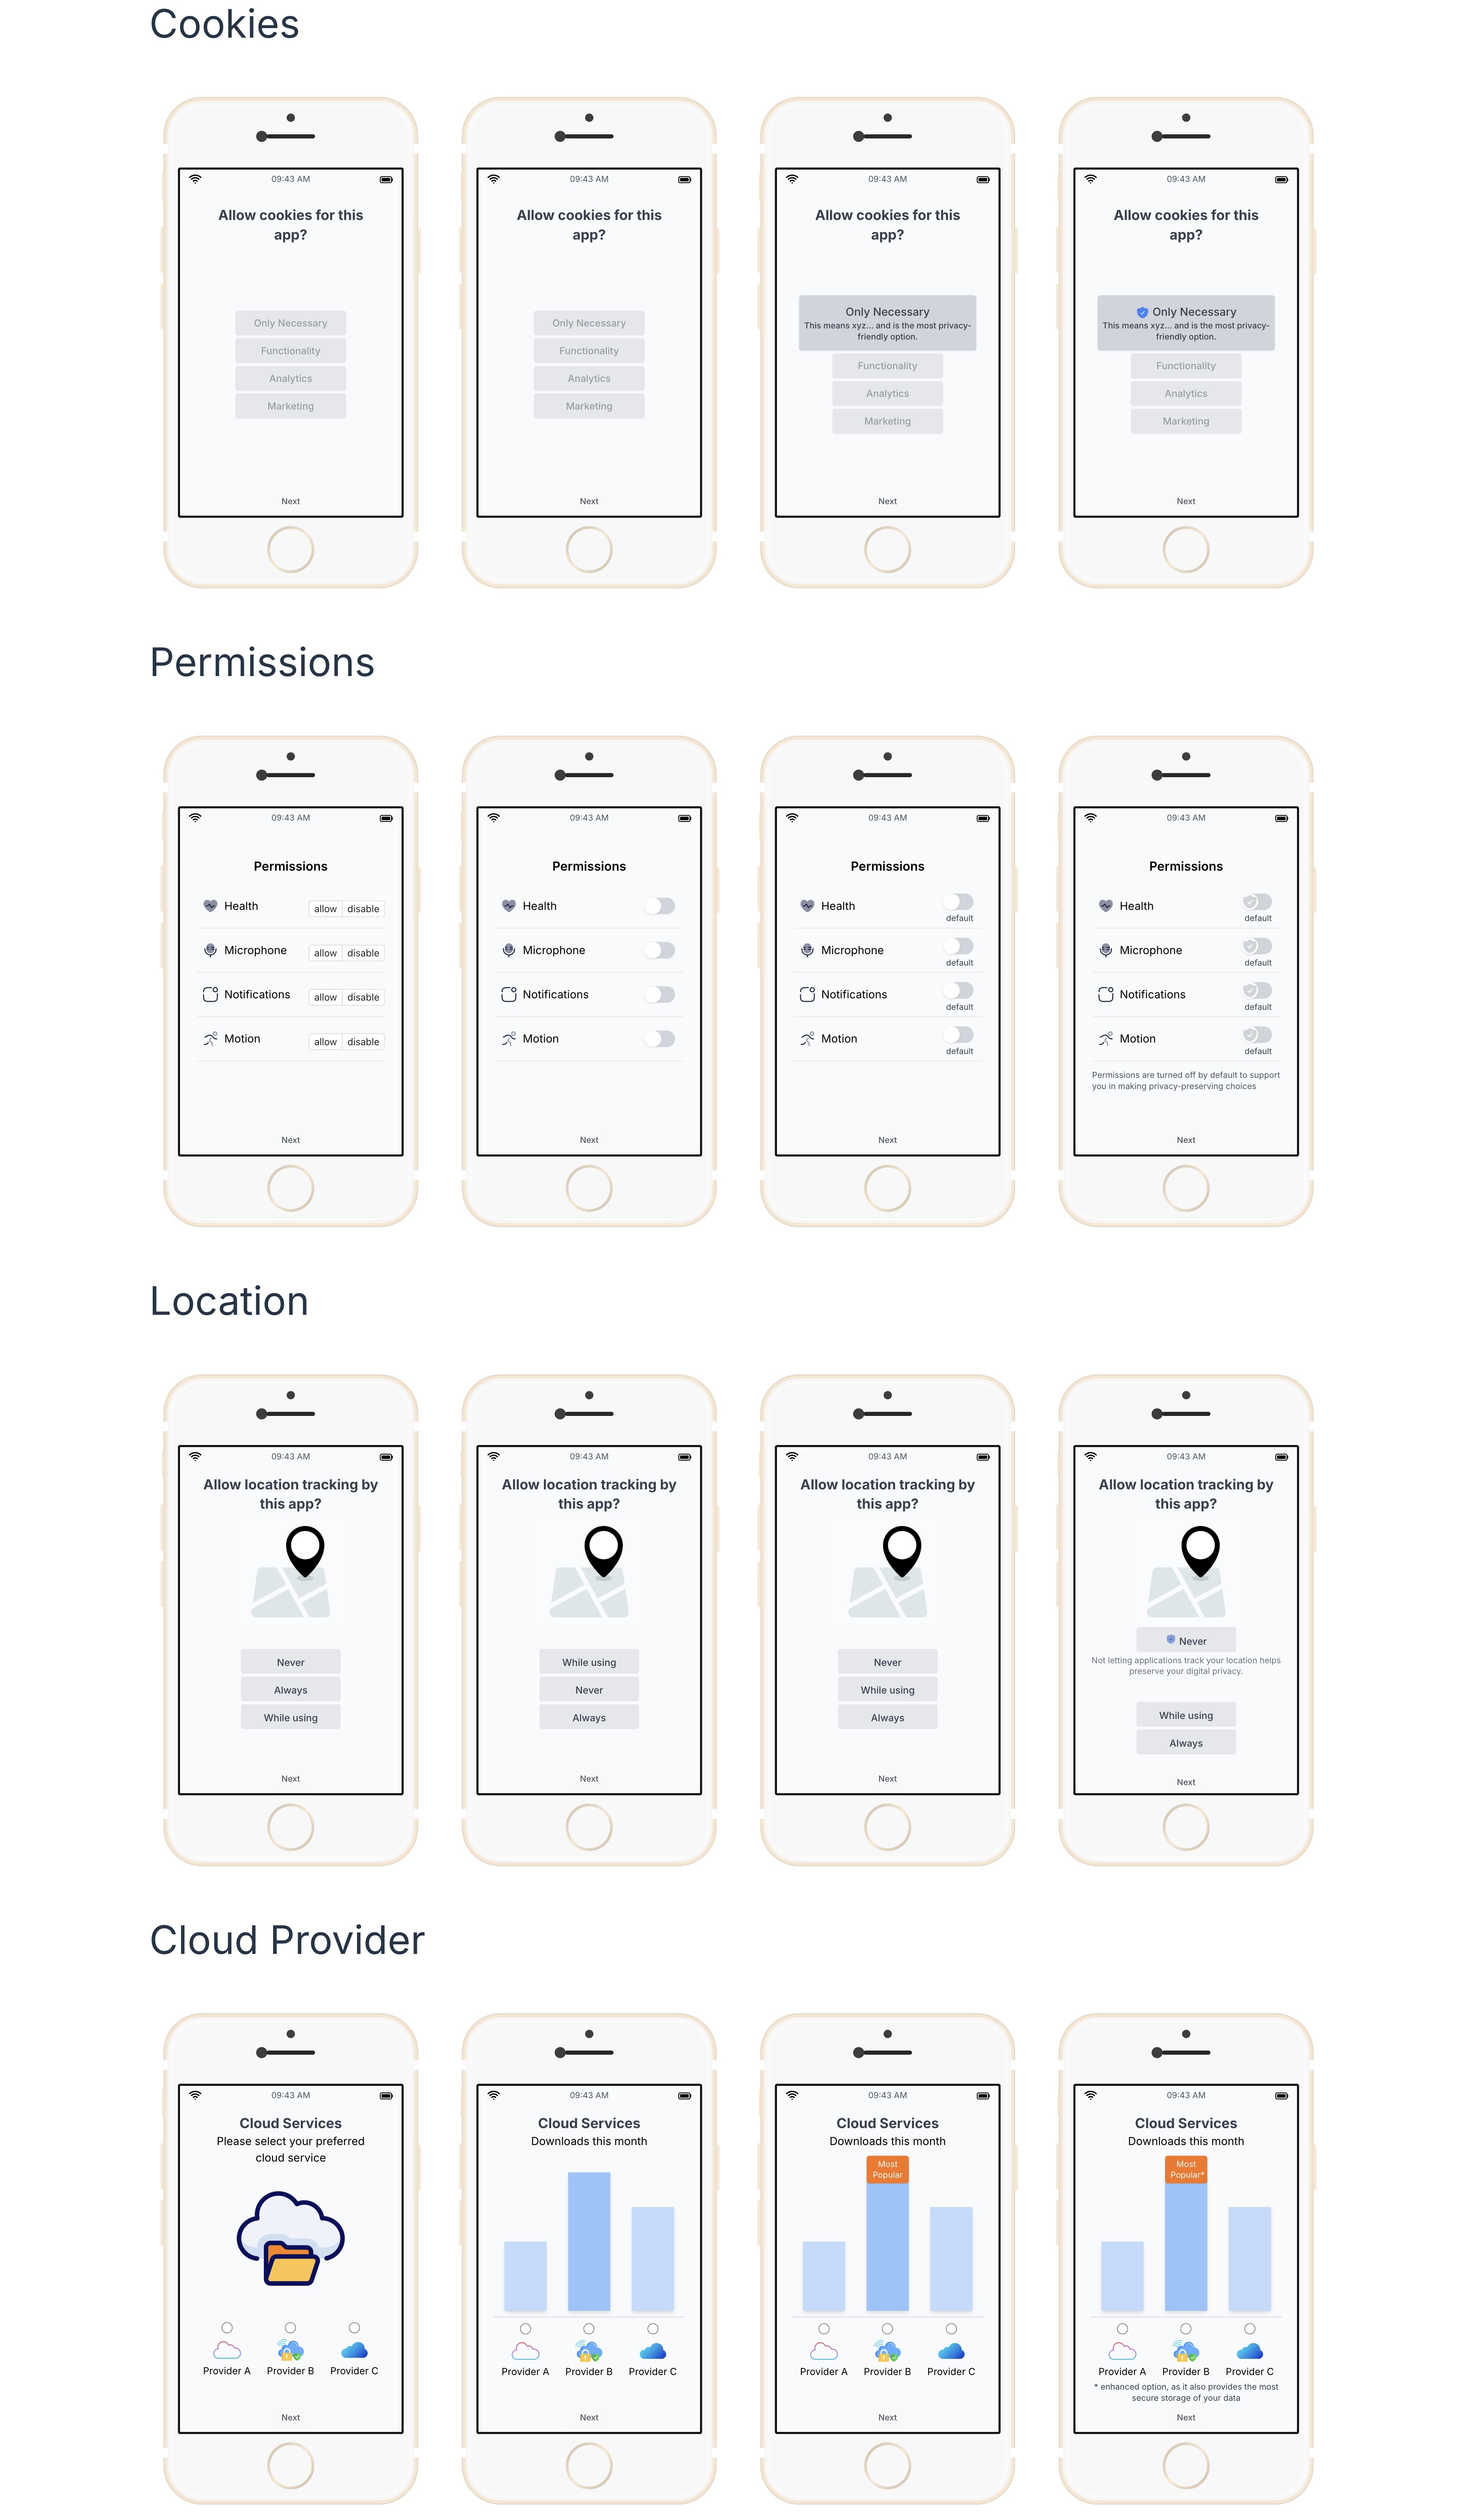 Cookies
09:43 AM
Allow cookies for this
app?
Only Necessary
Functionality
Analytics
Marketing
Next
09:43 AM
Allow cookies for this
app?
Only Necessary
Functionality
Analytics
Marketing
Next
09:43 AM
Allow cookies for this
app?
Only Necessary
This means xyz... and is the most privacy-
friendly option.
Functionality
Analytics
Marketing
Next
09:43 AM
Allow cookies for this
app?
Only Necessary
This means xyz... and is the most privacy-
friendly option.
Functionality
Analytics
Marketing
Next
Permissions
09:43 AM
Permissions
Health allow disable
Microphone allow disable
Notifications allow disable
Motion allow disable
Next
09:43 AM
Permissions
Health
Microphone
Notifications
Motion
Next
09:43 AM
Permissions
Health
default
Microphone
default
Notifications
default
Motion
default
Next
09:43 AM
Permissions
Health
default
Microphone
default
Notifications
default
Motion
default
Permissions are turned off by default to support
you in making privacy-preserving choices
Next
Location
09:43 AM
Allow location tracking by
this app?
Never
Always
While using
Next
09:43 AM
Allow location tracking by
this app?
While using
Never
Always
Next
09:43 AM
Allow location tracking by
this app?
Never
While using
Always
Next
09:43 AM
Allow location tracking by
this app?
Never
Not letting applications track your location helps
preserve your digital privacy.
While using
Always
Next
Cloud Provider
09:43 AM
Cloud Services
Please select your preferred
cloud service
Provider A Provider B Provider C
Next
09:43 AM
Cloud Services
Downloads this month
Provider A Provider B Provider C
Next
09:43 AM
Cloud Services
Downloads this month
Most
Popular
Provider A Provider B Provider C
Next
09:43 AM
Cloud Services
Downloads this month
Most
Popular*
Provider A Provider B Provider C
* enhanced option, as it also provides the most
secure storage of your data
Next